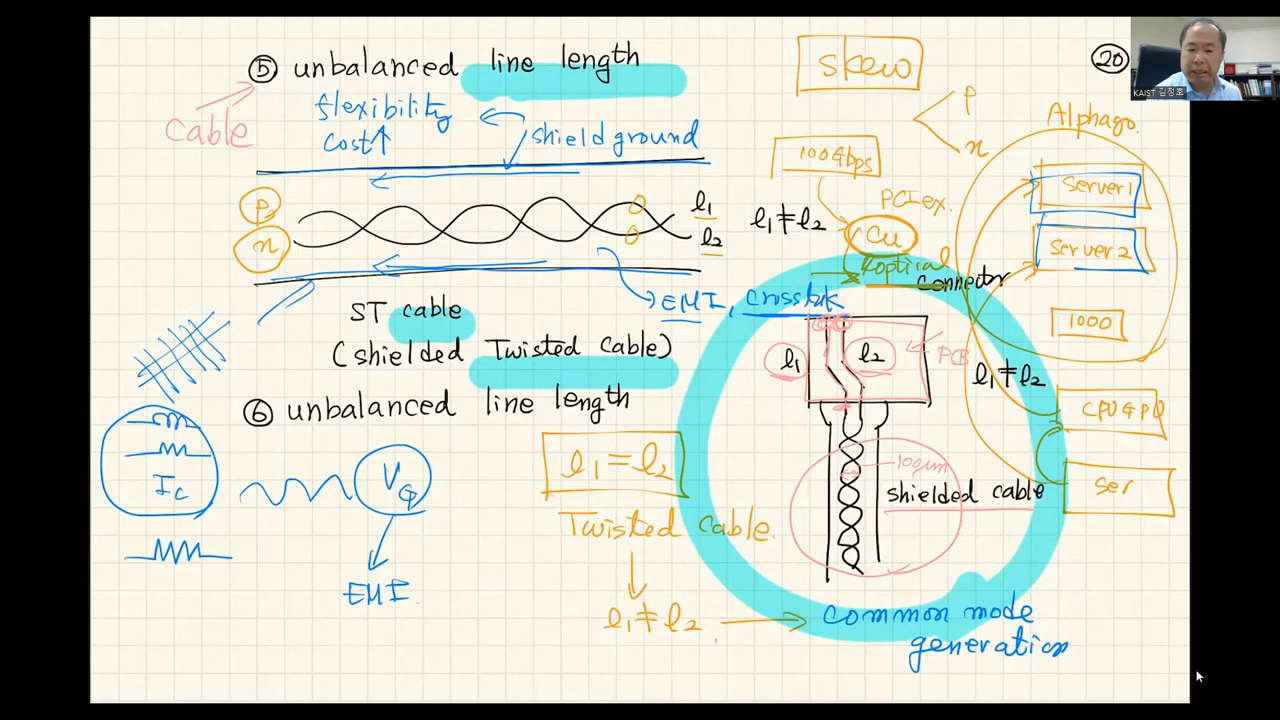 ⑤ unbalanced line length
cable
flexibility
cost↑
shield ground
skew
p
n
⑳
KAIST 김정호
Alphago.
100Gbps
PCIex.
Cu
optical
connector
server1
server2
1000
p
n
l1
l2
l1≠l2
EMI, crosstalk
ST cable
(shielded Twisted cable)
⑥ unbalanced line length
l1
l2
PCB
l1≠l2
CPU GPU
ser
Ic
EMI
l1=l2
Twisted cable
l1≠l2
100μm
shielded cable
common mode
generation